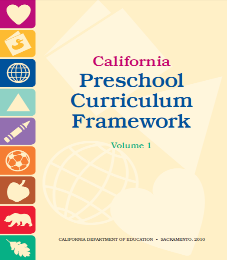 California
Preschool
Curriculum
Framework
Volume 1
CALIFORNIA DEPARTMENT OF EDUCATION • SACRAMENTO, 2010